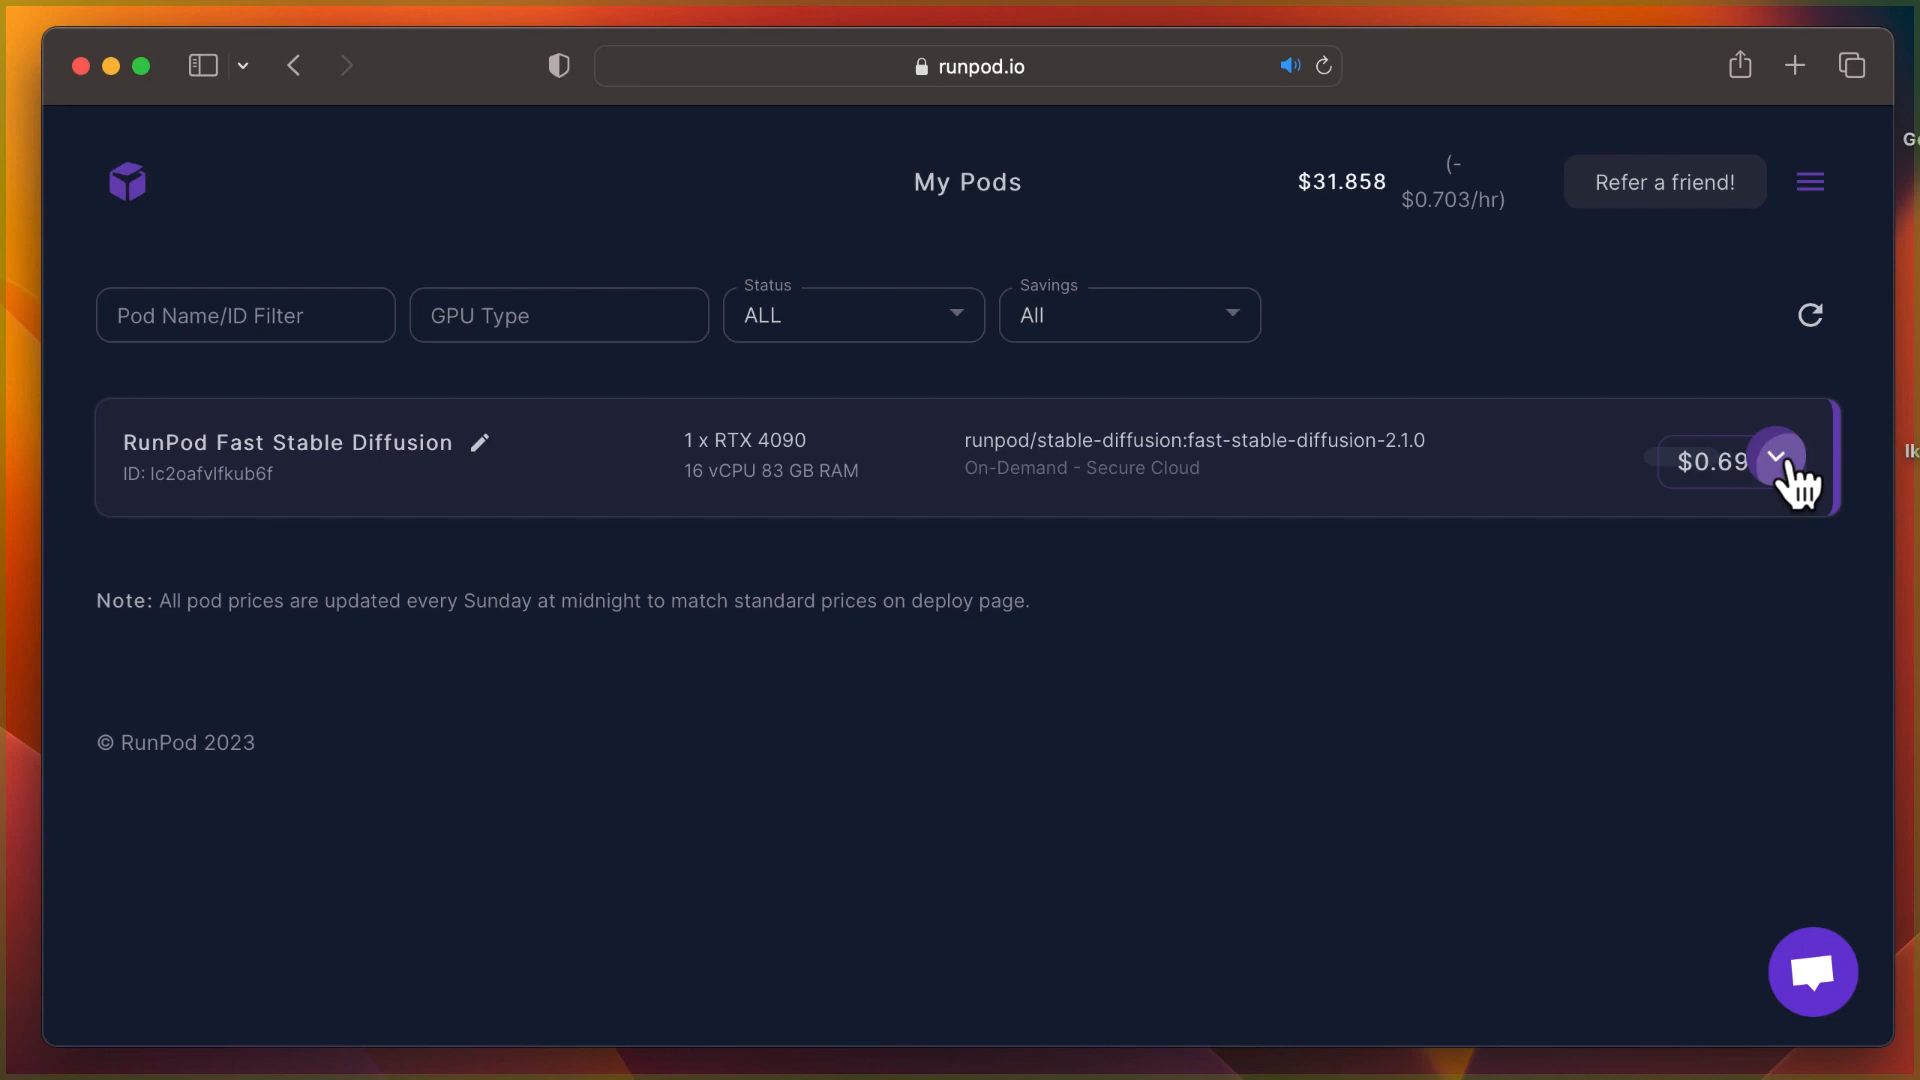 runpod.io
My Pods
$31.858
(-
$0.703/hr)
Refer a friend!
Pod Name/ID Filter
GPU Type
Status
ALL
Savings
All
RunPod Fast Stable Diffusion
ID: lc2oafvlfkub6f
1 x RTX 4090
16 vCPU 83 GB RAM
runpod/stable-diffusion:fast-stable-diffusion-2.1.0
On-Demand - Secure Cloud
$0.69
Note: All pod prices are updated every Sunday at midnight to match standard prices on deploy page.
© RunPod 2023